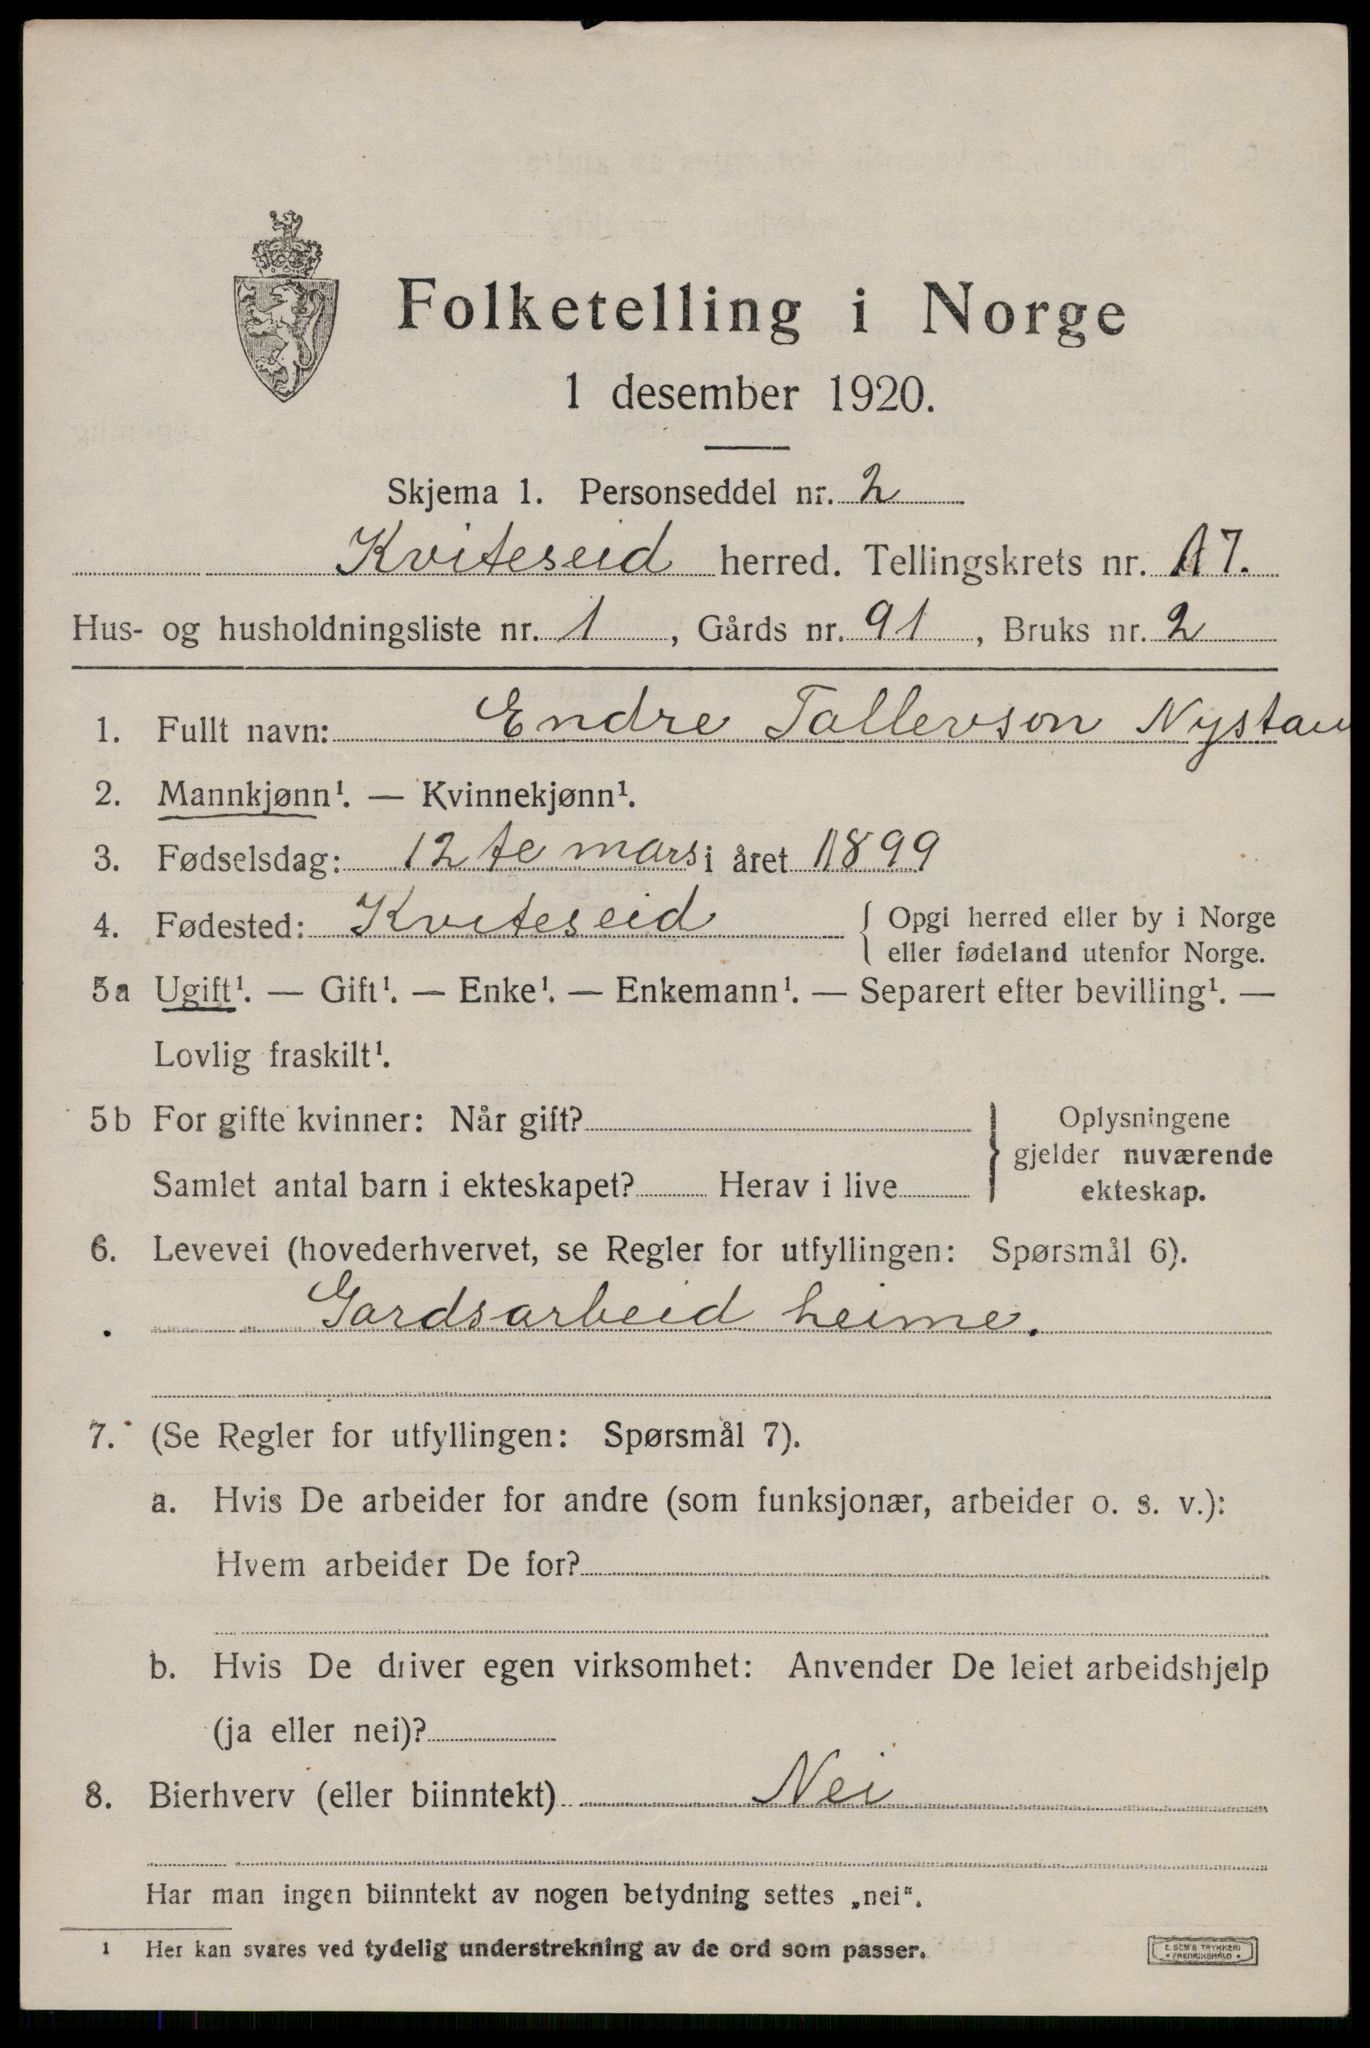 Folketelling i Norge
1 desember 1920.
Skjema 1. Personseddel nr. 2
Kviteseid herred. Tellingskrets nr. 17.
Hus- og husholdningsliste nr. 1, Gårds nr. 91, Bruks nr. 2
1. Fullt navn: Endre Tallevson Nystau
2. Mannkjønn¹. — Kvinnekjønn¹.
3. Fødselsdag: 12te mars i året 1899
4. Fødested: Kviteseid { Opgi herred eller by i Norge
eller fødeland utenfor Norge.
5a Ugift¹. — Gift¹. — Enke¹. — Enkemann¹. — Separert efter bevilling¹. —
Lovlig fraskilt¹.
5b For gifte kvinner: Når gift? } Oplysningene
gjelder nuværende
Samlet antal barn i ekteskapet? Herav i live ekteskap.
6. Levevei (hovederhvervet, se Regler for utfyllingen: Spørsmål 6).
Gardsarbeid heime.
7. (Se Regler for utfyllingen: Spørsmål 7).
a. Hvis De arbeider for andre (som funksjonær, arbeider o. s. v.):
Hvem arbeider De for?
b. Hvis De driver egen virksomhet: Anvender De leiet arbeidshjelp
(ja eller nei)?
8. Bierhverv (eller biinntekt) Nei
Har man ingen biinntekt av nogen betydning settes „nei“.
1 Her kan svares ved tydelig understrekning av de ord som passer.
E. SEM'S TRYKKERI
* FREDRIKSHALD *